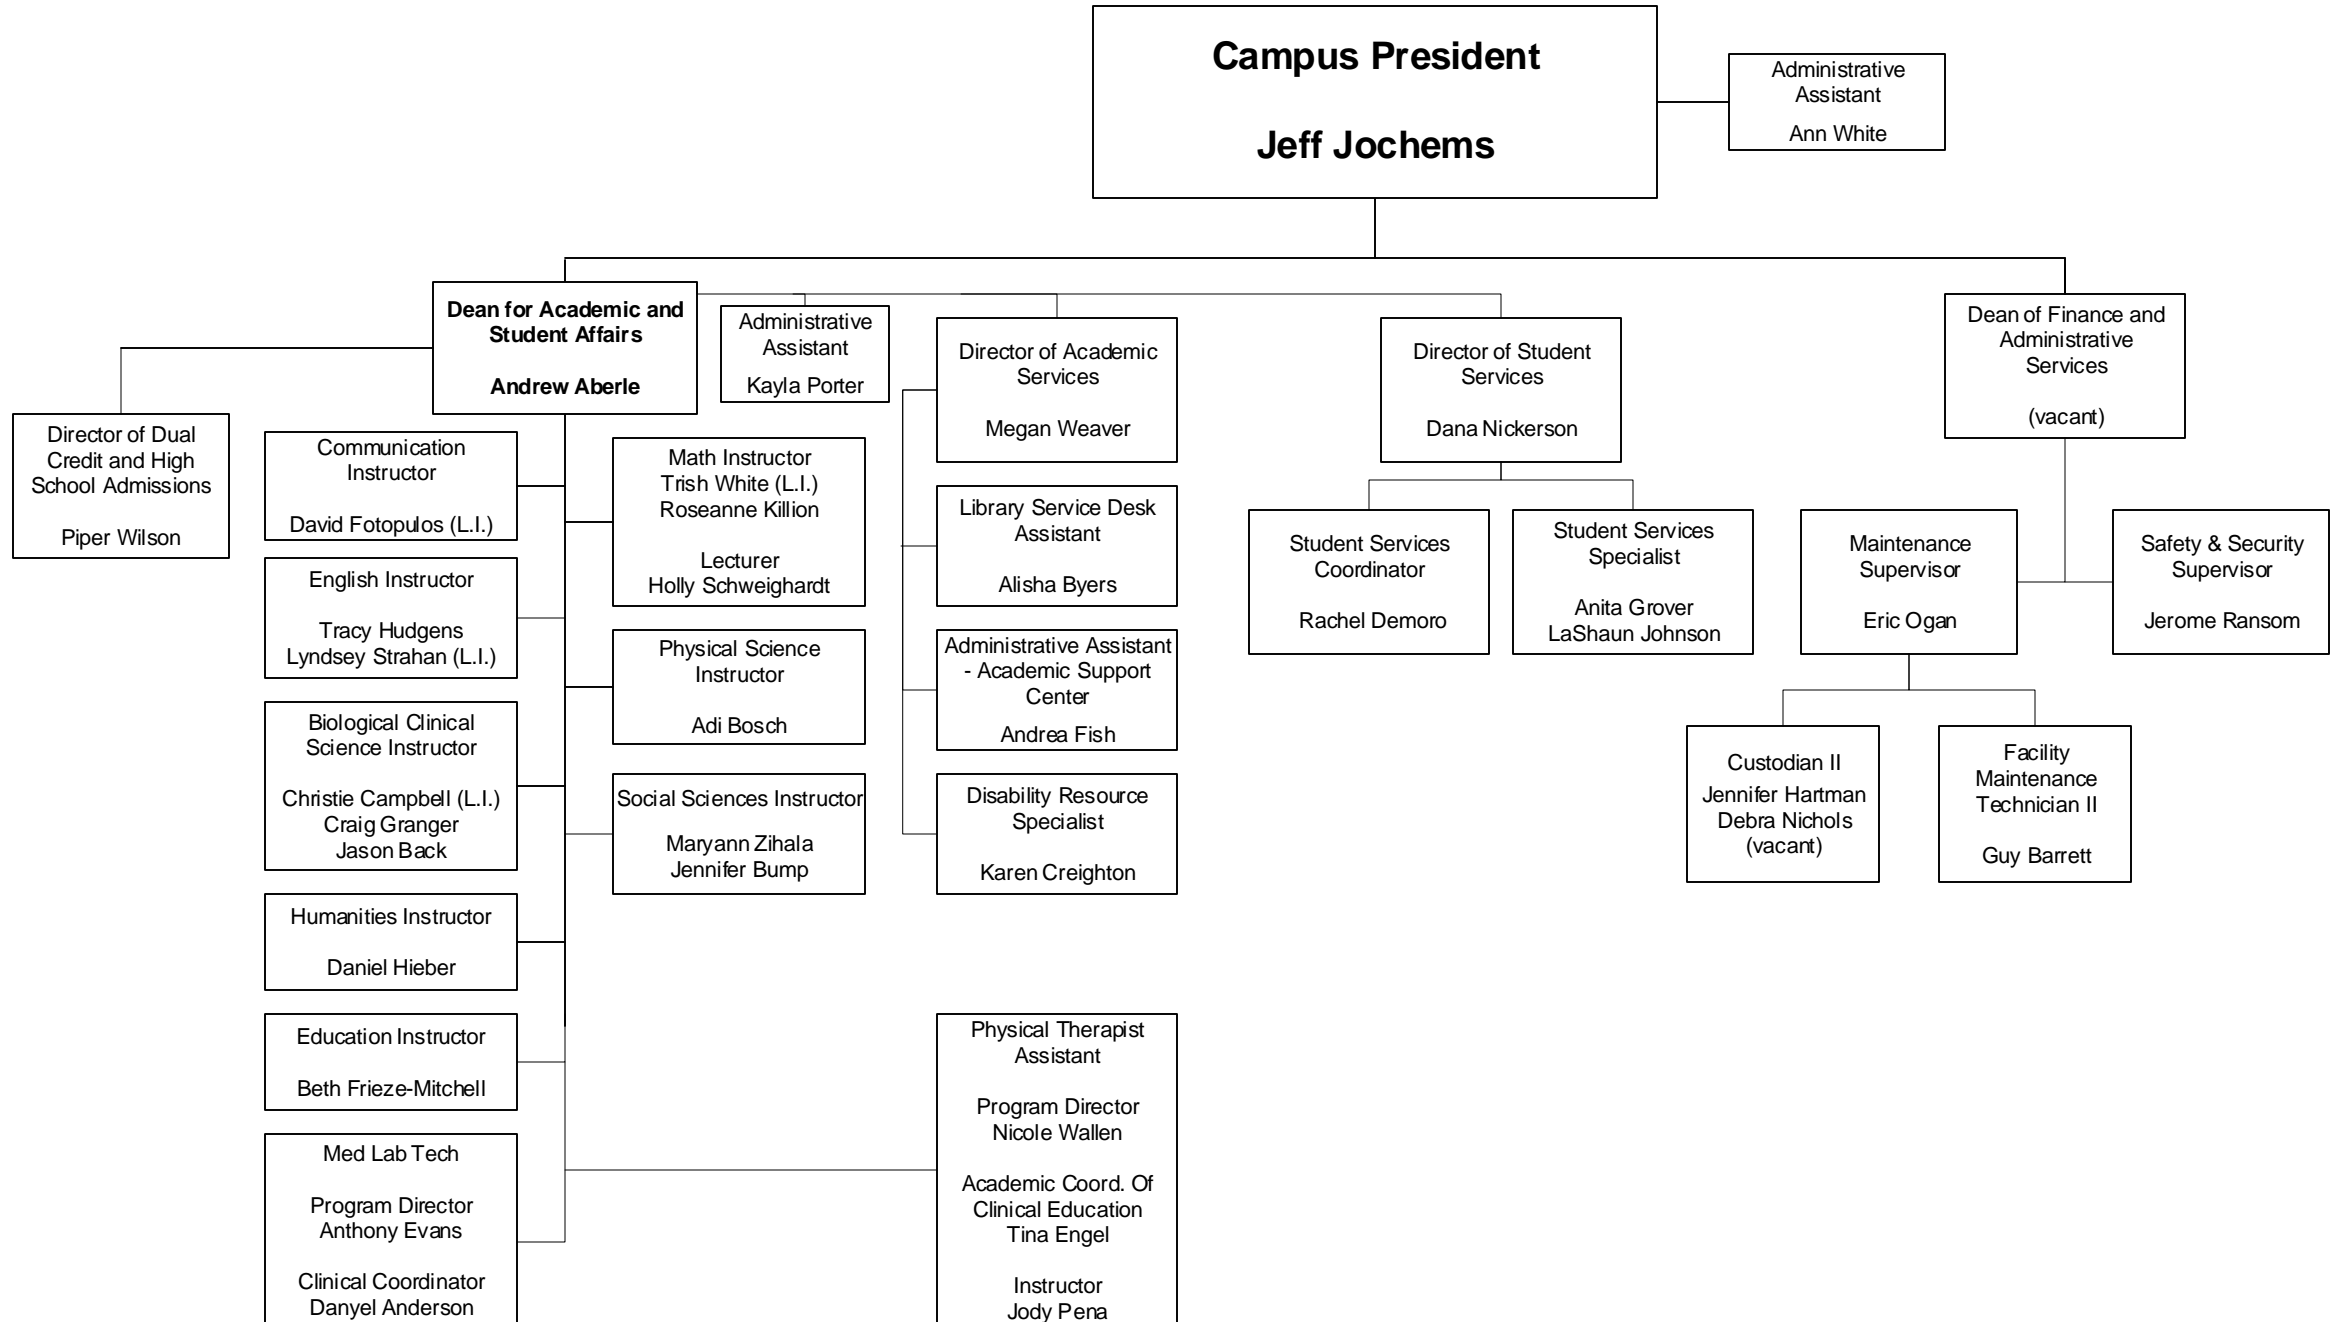 Campus President
Jeff Jochems
Administrative
Assistant
Ann White
Dean for Academic and
Student Affairs
Andrew Aberle
Administrative
Assistant
Kayla Porter
Director of Academic
Services
Megan Weaver
Director of Student
Services
Dana Nickerson
Dean of Finance and
Administrative
Services
(vacant)
Director of Dual
Credit and High
School Admissions
Piper Wilson
Communication
Instructor
David Fotopulos (L.I.)
English Instructor
Tracy Hudgens
Lyndsey Strahan (L.I.)
Biological Clinical
Science Instructor
Christie Campbell (L.I.)
Craig Granger
Jason Back
Humanities Instructor
Daniel Hieber
Education Instructor
Beth Frieze-Mitchell
Med Lab Tech
Program Director
Anthony Evans
Clinical Coordinator
Danyel Anderson
Math Instructor
Trish White (L.I.)
Roseanne Killion
Lecturer
Holly Schweighardt
Physical Science
Instructor
Adi Bosch
Social Sciences Instructor
Maryann Zihala
Jennifer Bump
Library Service Desk
Assistant
Alisha Byers
Administrative Assistant
- Academic Support
Center
Andrea Fish
Disability Resource
Specialist
Karen Creighton
Physical Therapist
Assistant
Program Director
Nicole Wallen
Academic Coord. Of
Clinical Education
Tina Engel
Instructor
Jody Pena
Student Services
Coordinator
Rachel Demoro
Student Services
Specialist
Anita Grover
LaShaun Johnson
Maintenance
Supervisor
Eric Ogan
Safety & Security
Supervisor
Jerome Ransom
Custodian II
Jennifer Hartman
Debra Nichols
(vacant)
Facility
Maintenance
Technician II
Guy Barrett